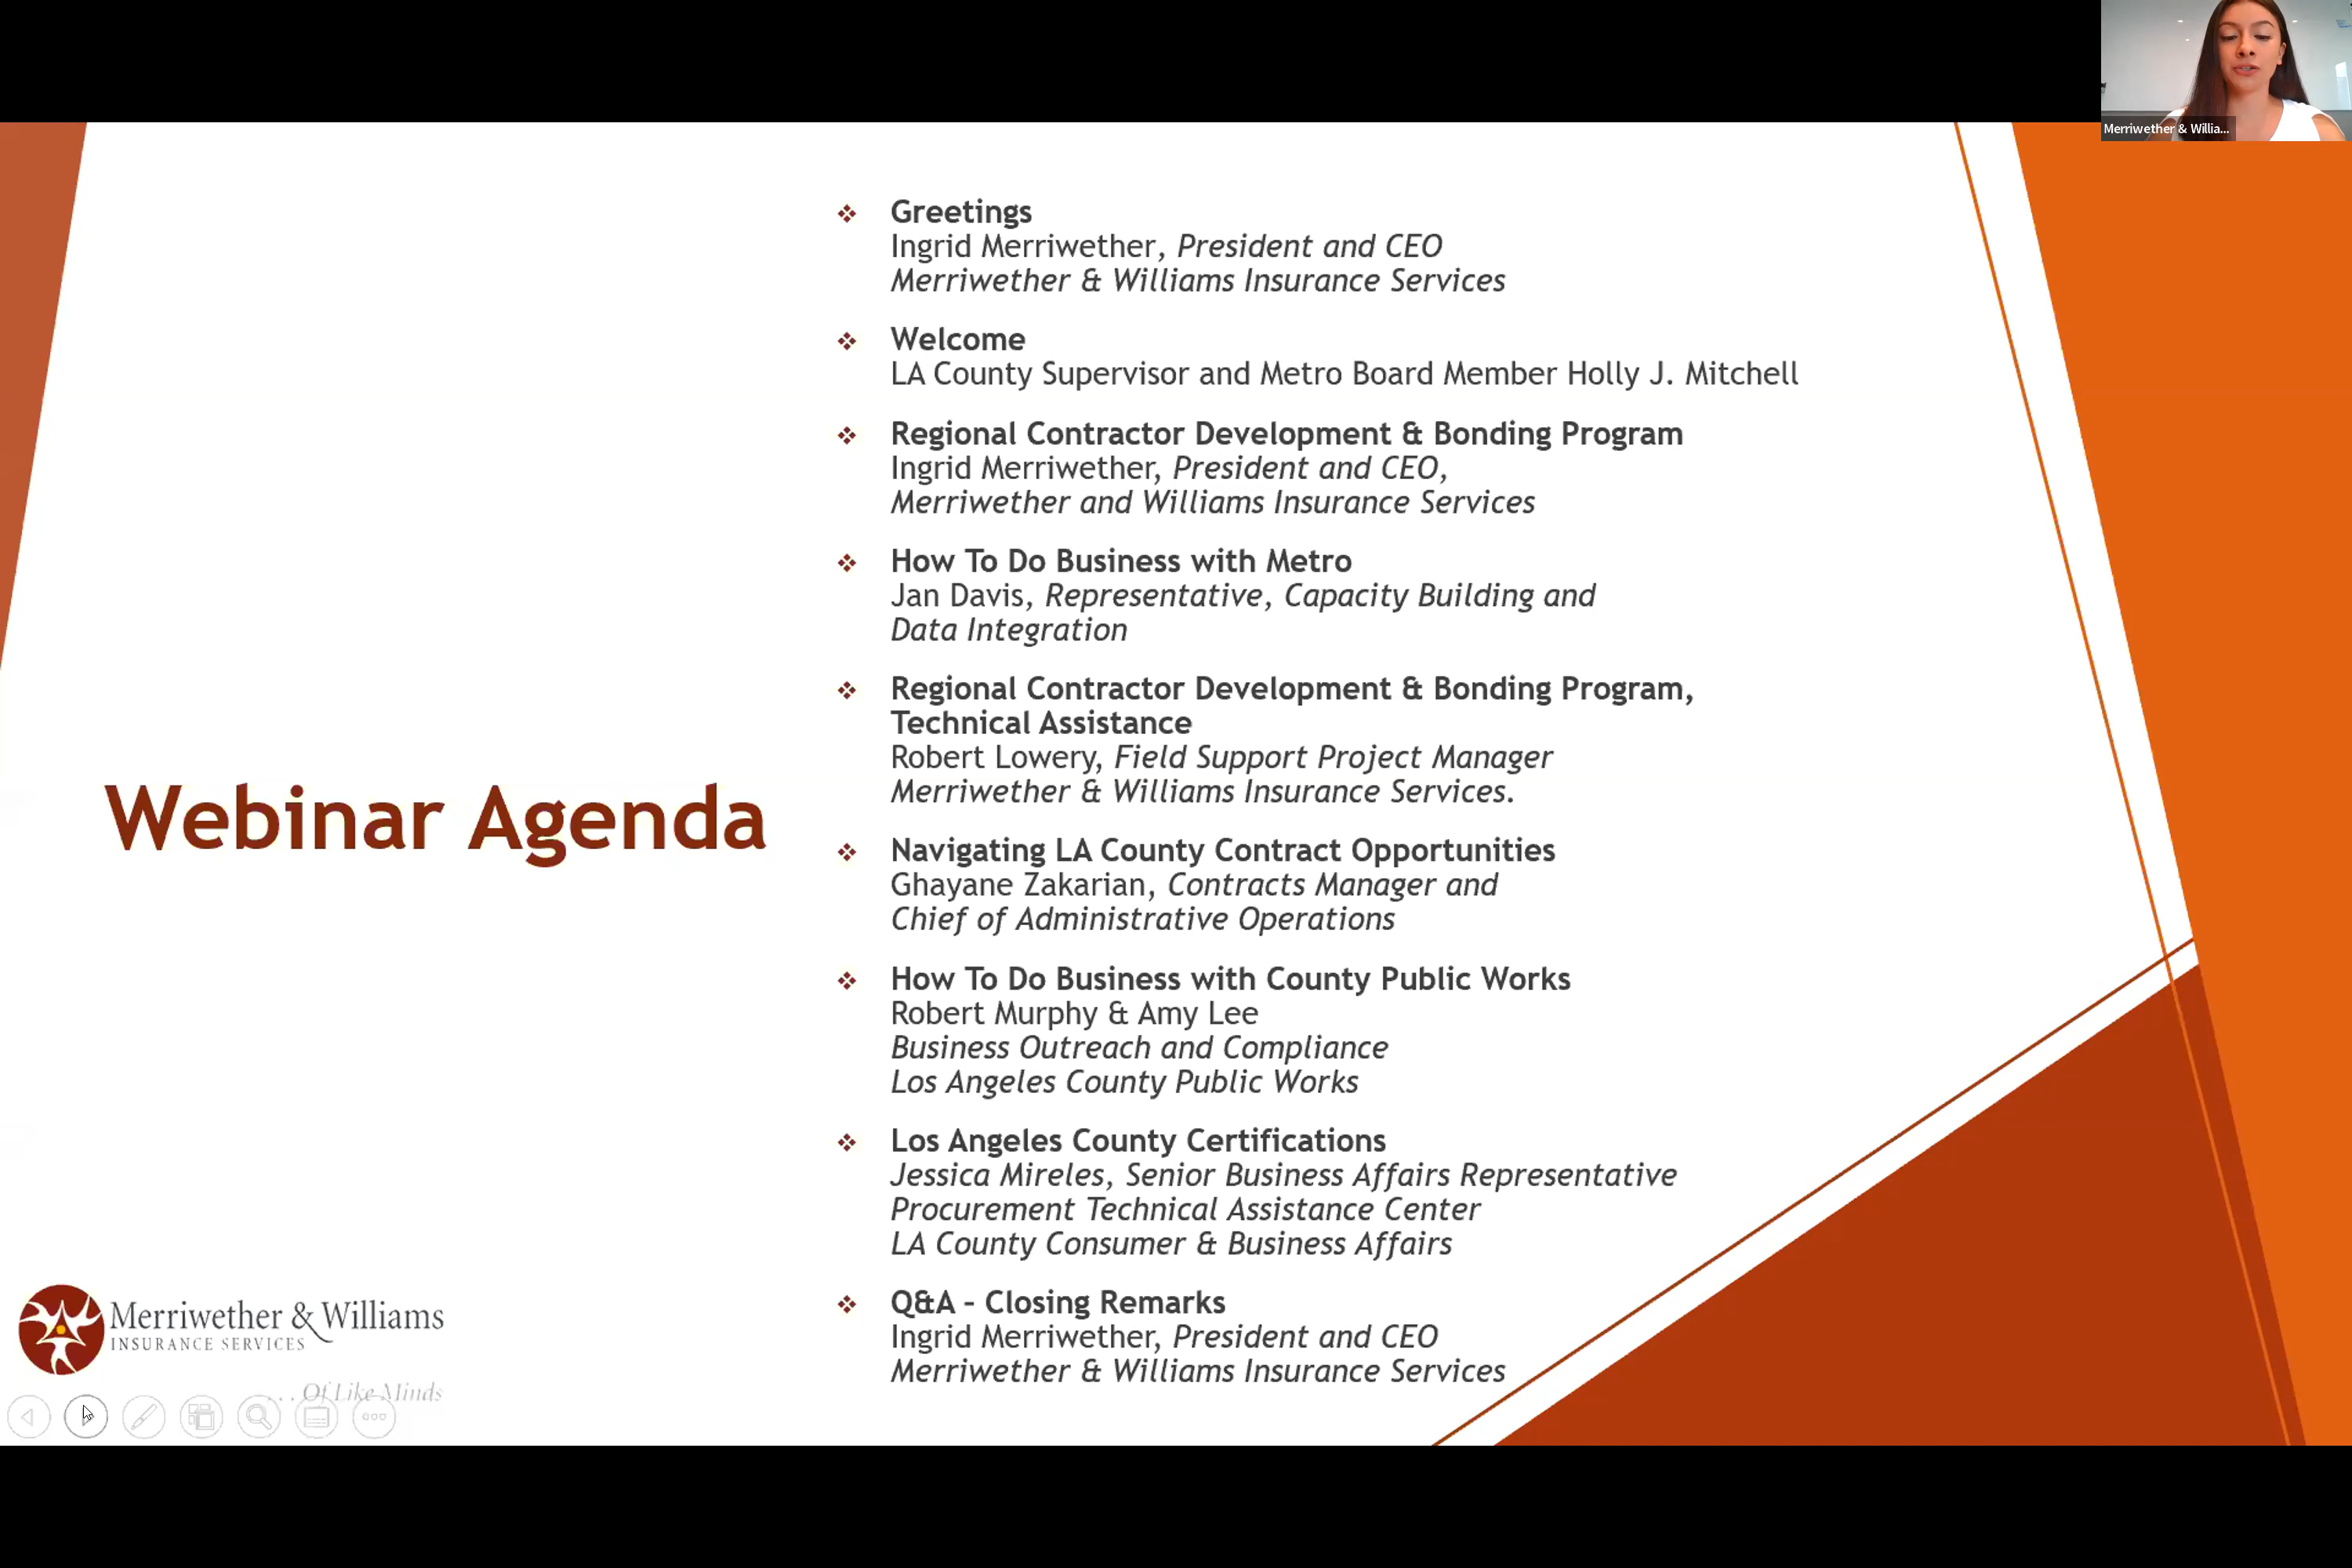 Merriwether & Willia...
Webinar Agenda
❖ Greetings
Ingrid Merriwether, President and CEO
Merriwether & Williams Insurance Services
❖ Welcome
LA County Supervisor and Metro Board Member Holly J. Mitchell
❖ Regional Contractor Development & Bonding Program
Ingrid Merriwether, President and CEO,
Merriwether and Williams Insurance Services
❖ How To Do Business with Metro
Jan Davis, Representative, Capacity Building and
Data Integration
❖ Regional Contractor Development & Bonding Program,
Technical Assistance
Robert Lowery, Field Support Project Manager
Merriwether & Williams Insurance Services.
❖ Navigating LA County Contract Opportunities
Ghayane Zakarian, Contracts Manager and
Chief of Administrative Operations
❖ How To Do Business with County Public Works
Robert Murphy & Amy Lee
Business Outreach and Compliance
Los Angeles County Public Works
❖ Los Angeles County Certifications
Jessica Mireles, Senior Business Affairs Representative
Procurement Technical Assistance Center
LA County Consumer & Business Affairs
❖ Q&A - Closing Remarks
Ingrid Merriwether, President and CEO
Merriwether & Williams Insurance Services
Merriwether & Williams
INSURANCE SERVICES
...Of Like Minds